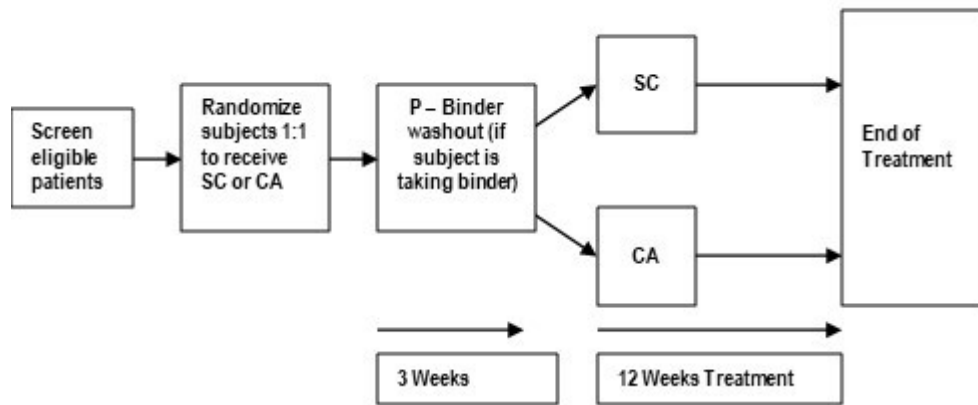 Screen
eligible
patients
Randomize
subjects 1:1
to receive
SC or CA
P – Binder
washout (if
subject is
taking binder)
SC
CA
End of
Treatment
3 Weeks
12 Weeks Treatment